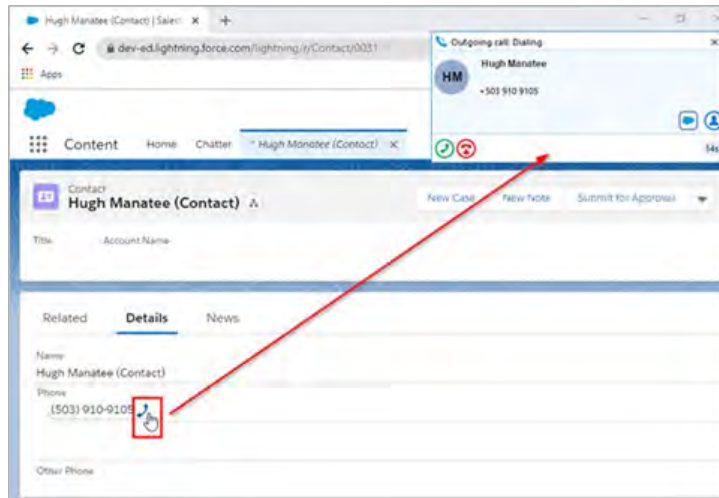 Hugh Manatee (Contact) | Salesf
dev-ed.lightning.force.com/lightning/r/Contact/0031
Apps
Outgoing call: Dialing
HM
Hugh Manatee
+503 910 9105
14s
Content Home Chatter * Hugh Manatee (Contact)
Contact
Hugh Manatee (Contact)
New Case New Note Submit for Approval
Title Account Name
Related Details News
Name
Hugh Manatee (Contact)
Phone
(503) 910-9105
Other Phone